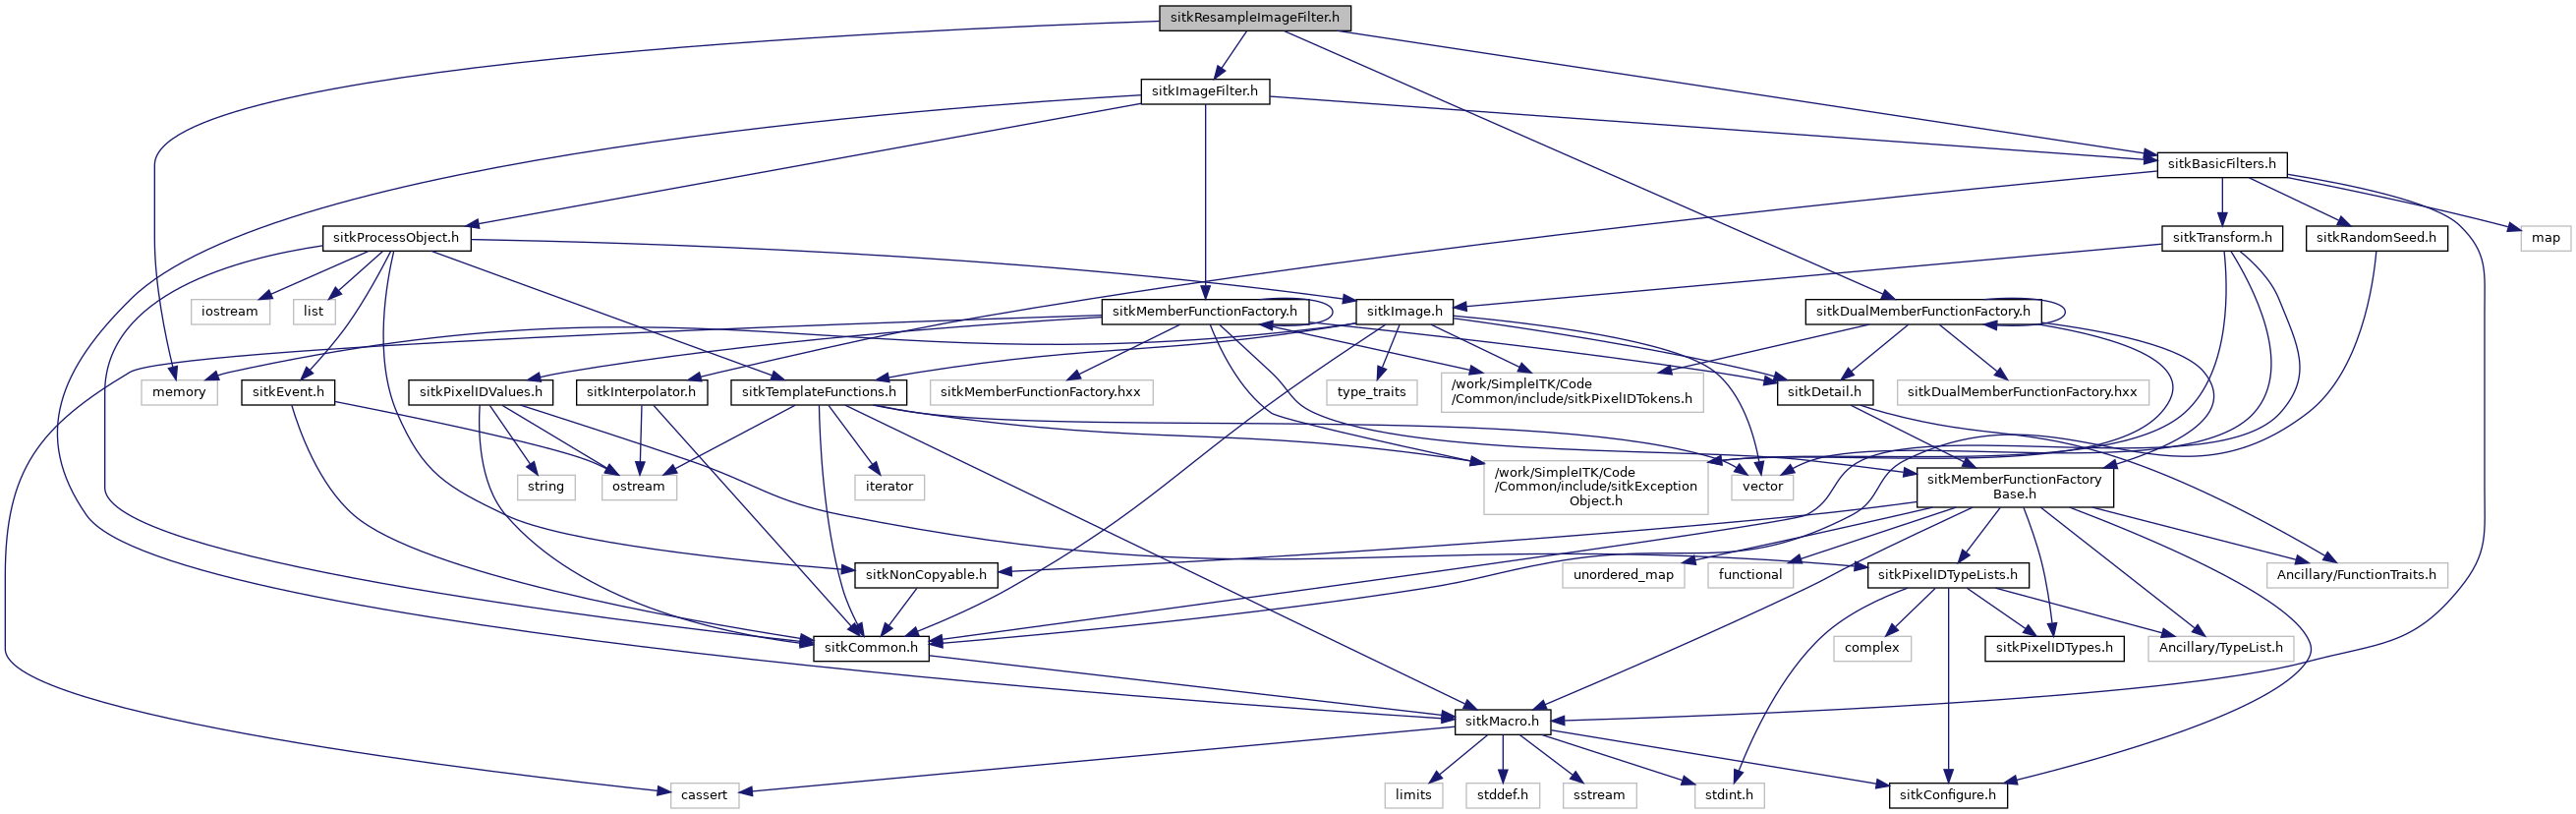 sitkResampleImageFilter.h
sitkImageFilter.h
sitkBasicFilters.h
sitkProcessObject.h
sitkTransform.h
sitkRandomSeed.h
map
iostream
list
sitkMemberFunctionFactory.h
sitkImage.h
sitkDualMemberFunctionFactory.h
memory
sitkEvent.h
sitkPixelIDValues.h
sitkInterpolator.h
sitkTemplateFunctions.h
sitkMemberFunctionFactory.hxx
type_traits
/work/SimpleITK/Code
/Common/include/sitkPixelIDTokens.h
sitkDetail.h
sitkDualMemberFunctionFactory.hxx
string
ostream
iterator
/work/SimpleITK/Code
/Common/include/sitkException
Object.h
vector
sitkMemberFunctionFactory
Base.h
sitkNonCopyable.h
unordered_map
functional
sitkPixelIDTypeLists.h
Ancillary/FunctionTraits.h
sitkCommon.h
complex
sitkPixelIDTypes.h
Ancillary/TypeList.h
sitkMacro.h
cassert
limits
stddef.h
sstream
stdint.h
sitkConfigure.h